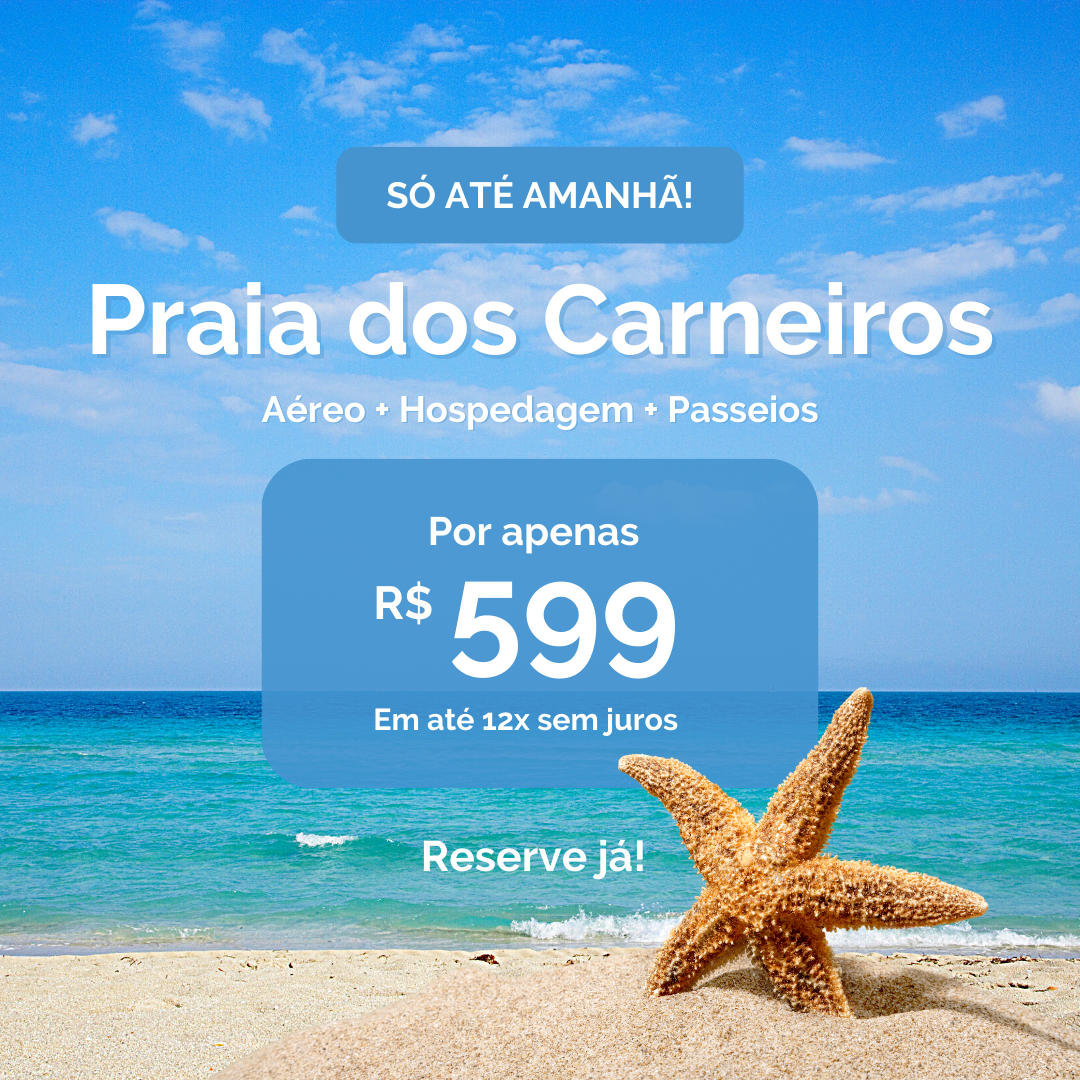 SÓ ATÉ AMANHÃ!
Praia dos Carneiros
Aéreo + Hospedagem + Passeios
Por apenas
R$ 599
Em até 12x sem juros
Reserve já!